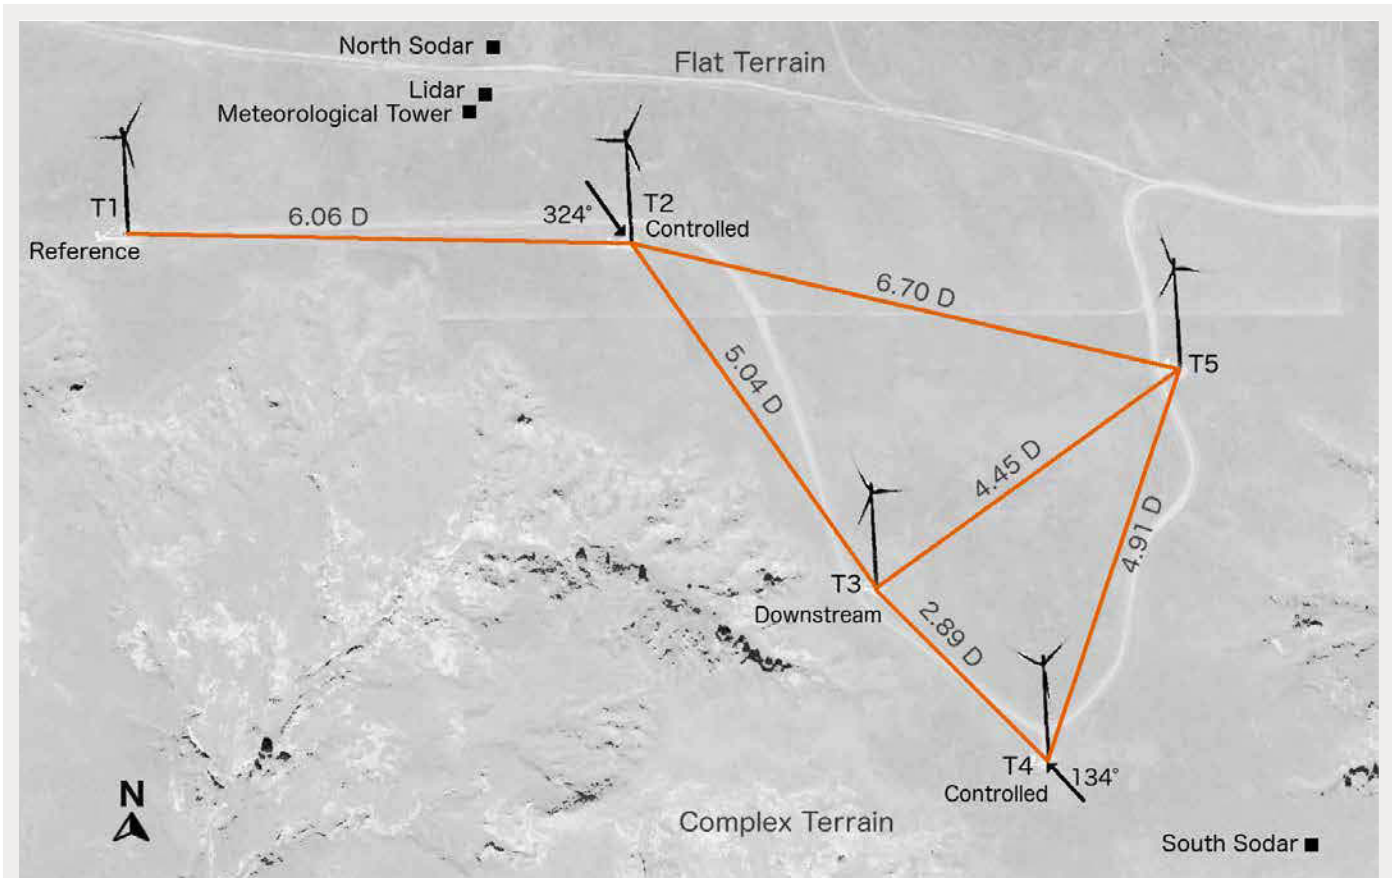 North Sodar
Flat Terrain
Lidar
Meteorological Tower
T1
6.06 D
324°
T2
Controlled
Reference
6.70 D
5.04 D
T5
4.45 D
4.91 D
T3
Downstream
2.89 D
T4
134°
Controlled
N
Complex Terrain
South Sodar